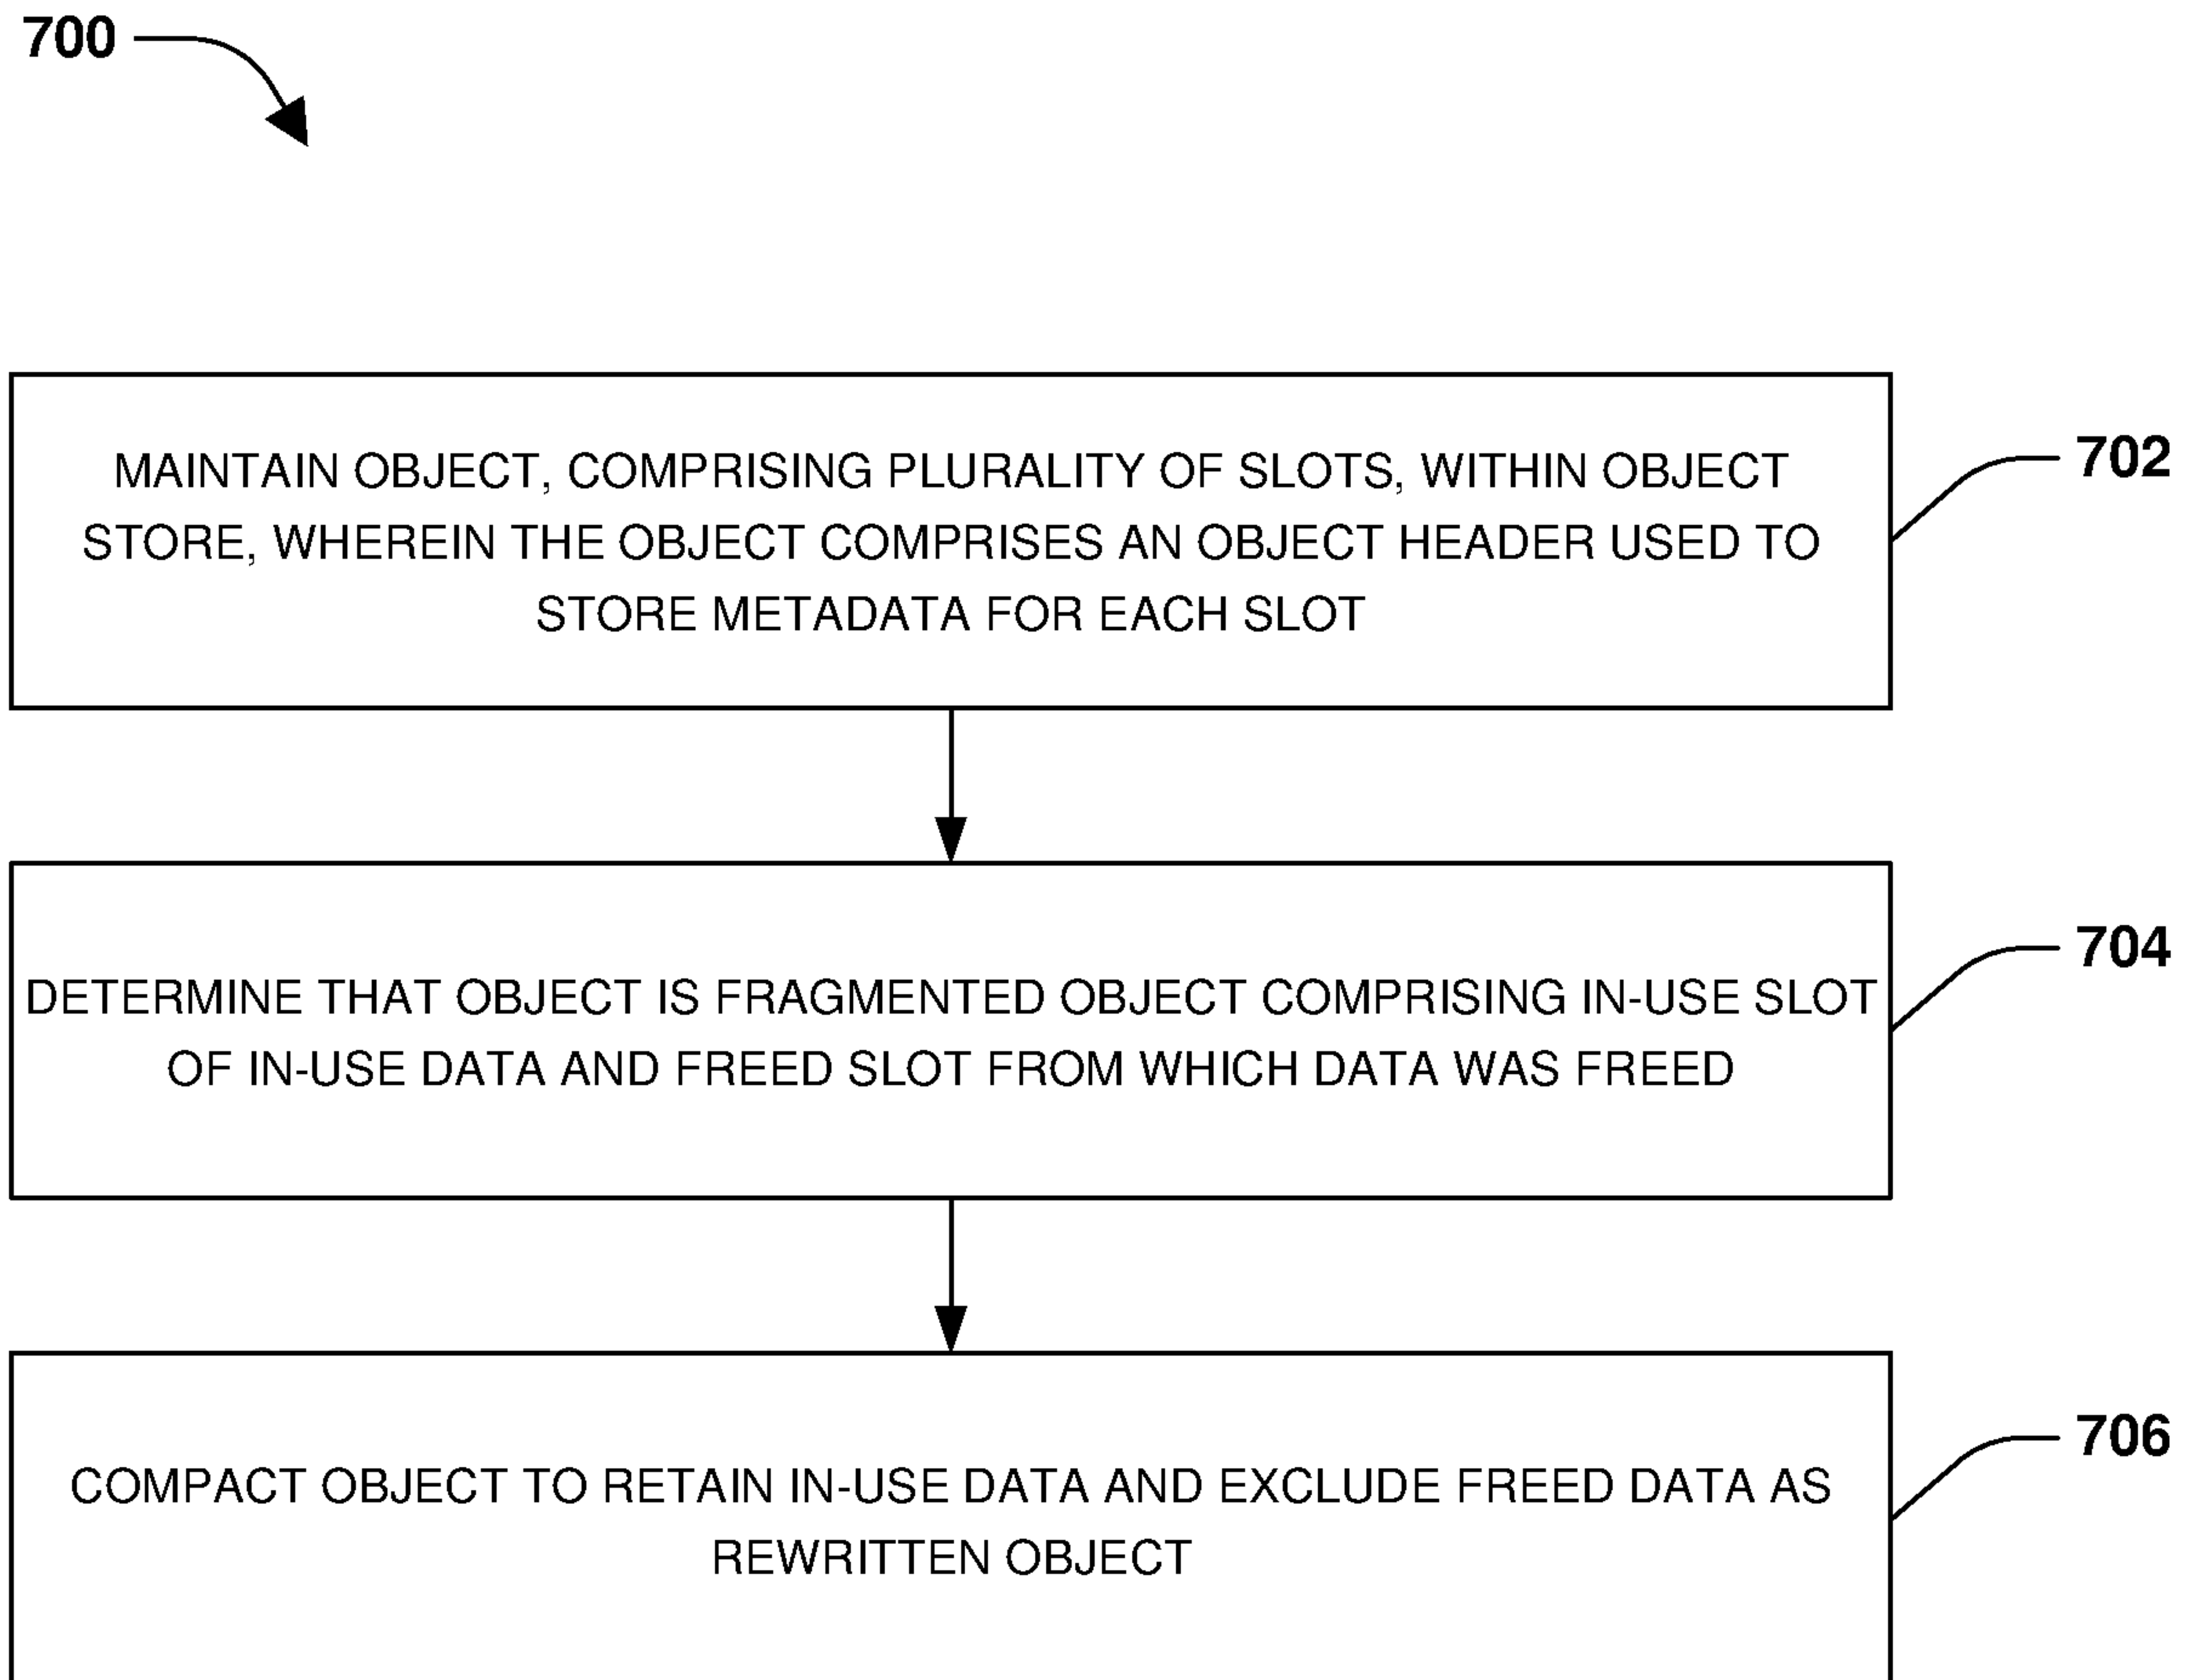 700
MAINTAIN OBJECT, COMPRISING PLURALITY OF SLOTS, WITHIN OBJECT
STORE, WHEREIN THE OBJECT COMPRISES AN OBJECT HEADER USED TO
STORE METADATA FOR EACH SLOT
702
DETERMINE THAT OBJECT IS FRAGMENTED OBJECT COMPRISING IN-USE SLOT
OF IN-USE DATA AND FREED SLOT FROM WHICH DATA WAS FREED
704
COMPACT OBJECT TO RETAIN IN-USE DATA AND EXCLUDE FREED DATA AS
REWRITTEN OBJECT
706